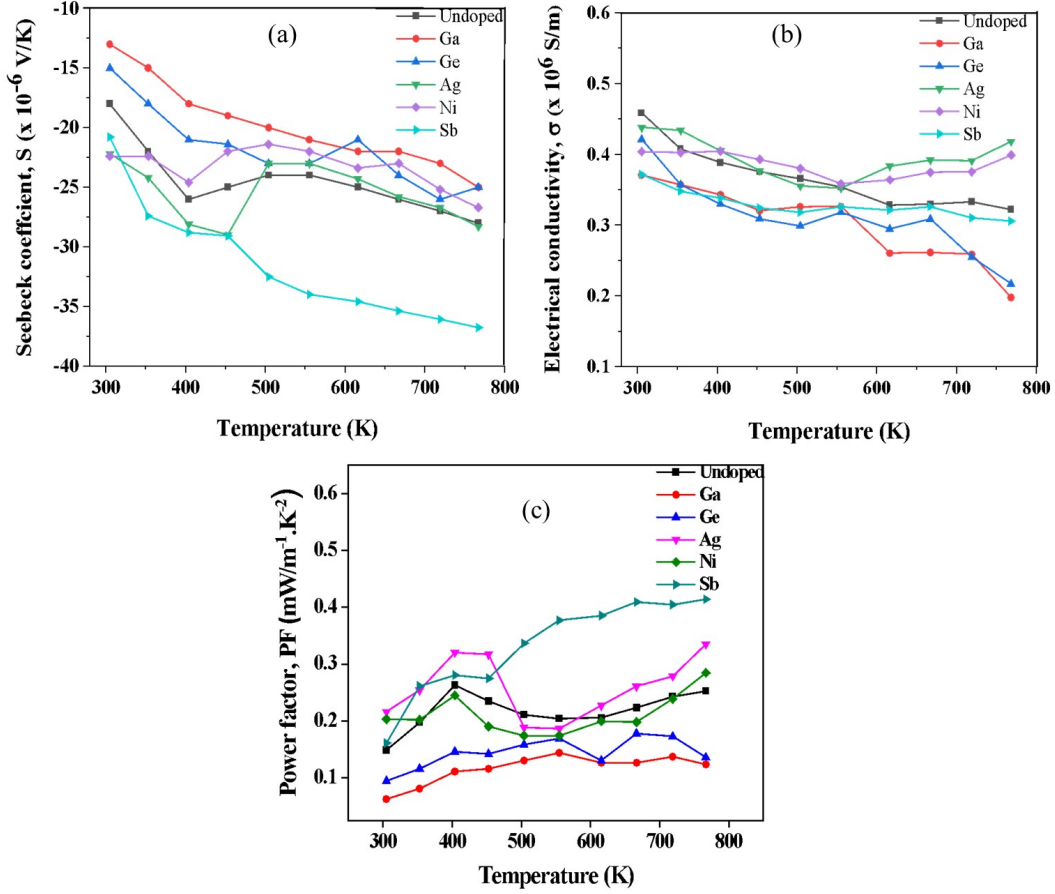 (a)
Undoped
Ga
Ge
Ag
Ni
Sb
-10
-15
-20
-25
-30
-35
-40
300 400 500 600 700 800
Seebeck coeffcient, S (x 10⁻⁶ V/K)
Temperature (K)
(b)
Undoped
Ga
Ge
Ag
Ni
Sb
0.6
0.5
0.4
0.3
0.2
0.1
300 400 500 600 700 800
Electrical conductivity, σ (x 10⁶ S/m)
Temperature (K)
(c)
Undoped
Ga
Ge
Ag
Ni
Sb
0.6
0.5
0.4
0.3
0.2
0.1
300 400 500 600 700 800
Power factor, PF (mW/m⁻¹.K⁻²)
Temperature (K)